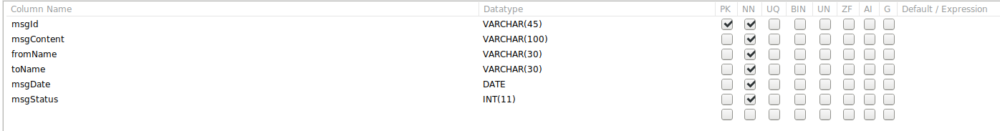 Column Name Datatype PK NN UQ BIN UN ZF AI G Default / Expression
msgId VARCHAR(45)
msgContent VARCHAR(100)
fromName VARCHAR(30)
toName VARCHAR(30)
msgDate DATE
msgStatus INT(11)